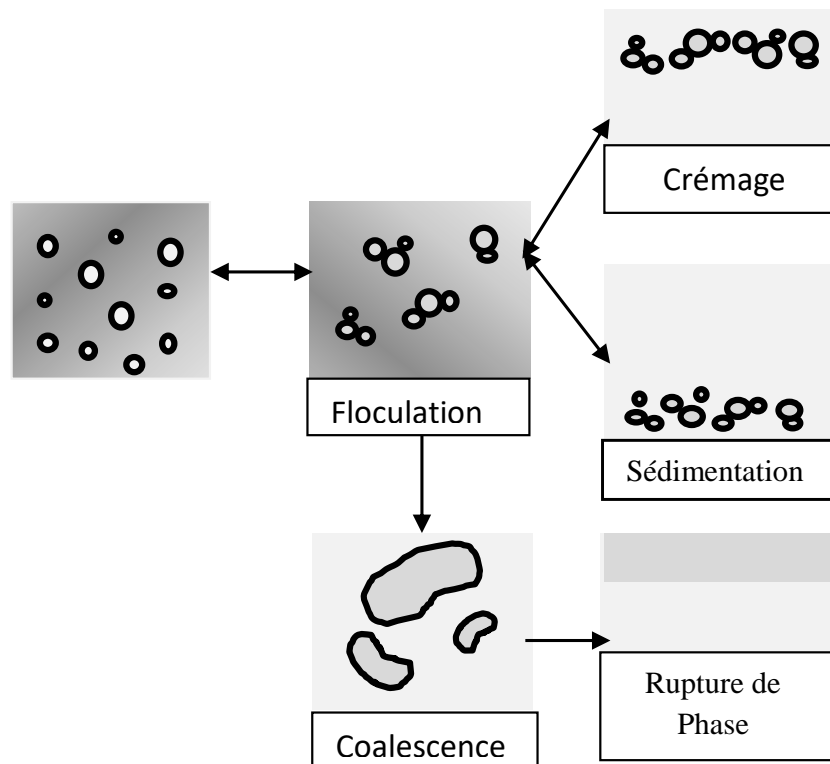 Crémage
Floculation
Sédimentation
Coalescence
Rupture de
Phase